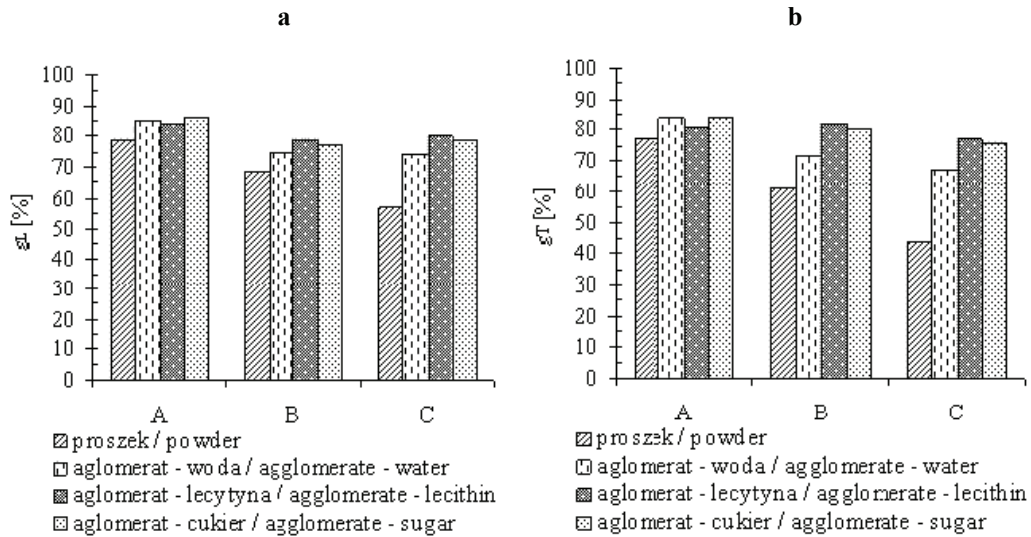 a
b
εL [%]
100
90
80
70
60
50
40
30
20
10
0
A B C
proszek / powder
aglomerat - woda / agglomerate - water
aglomerat - lecytyna / agglomerate - lecithin
aglomerat - cukier / agglomerate - sugar
εT [%]
100
90
80
70
60
50
40
30
20
10
0
A B C
proszek / powder
aglomerat - woda / agglomerate - water
aglomerat - lecytyna / agglomerate - lecithin
aglomerat - cukier / agglomerate - sugar